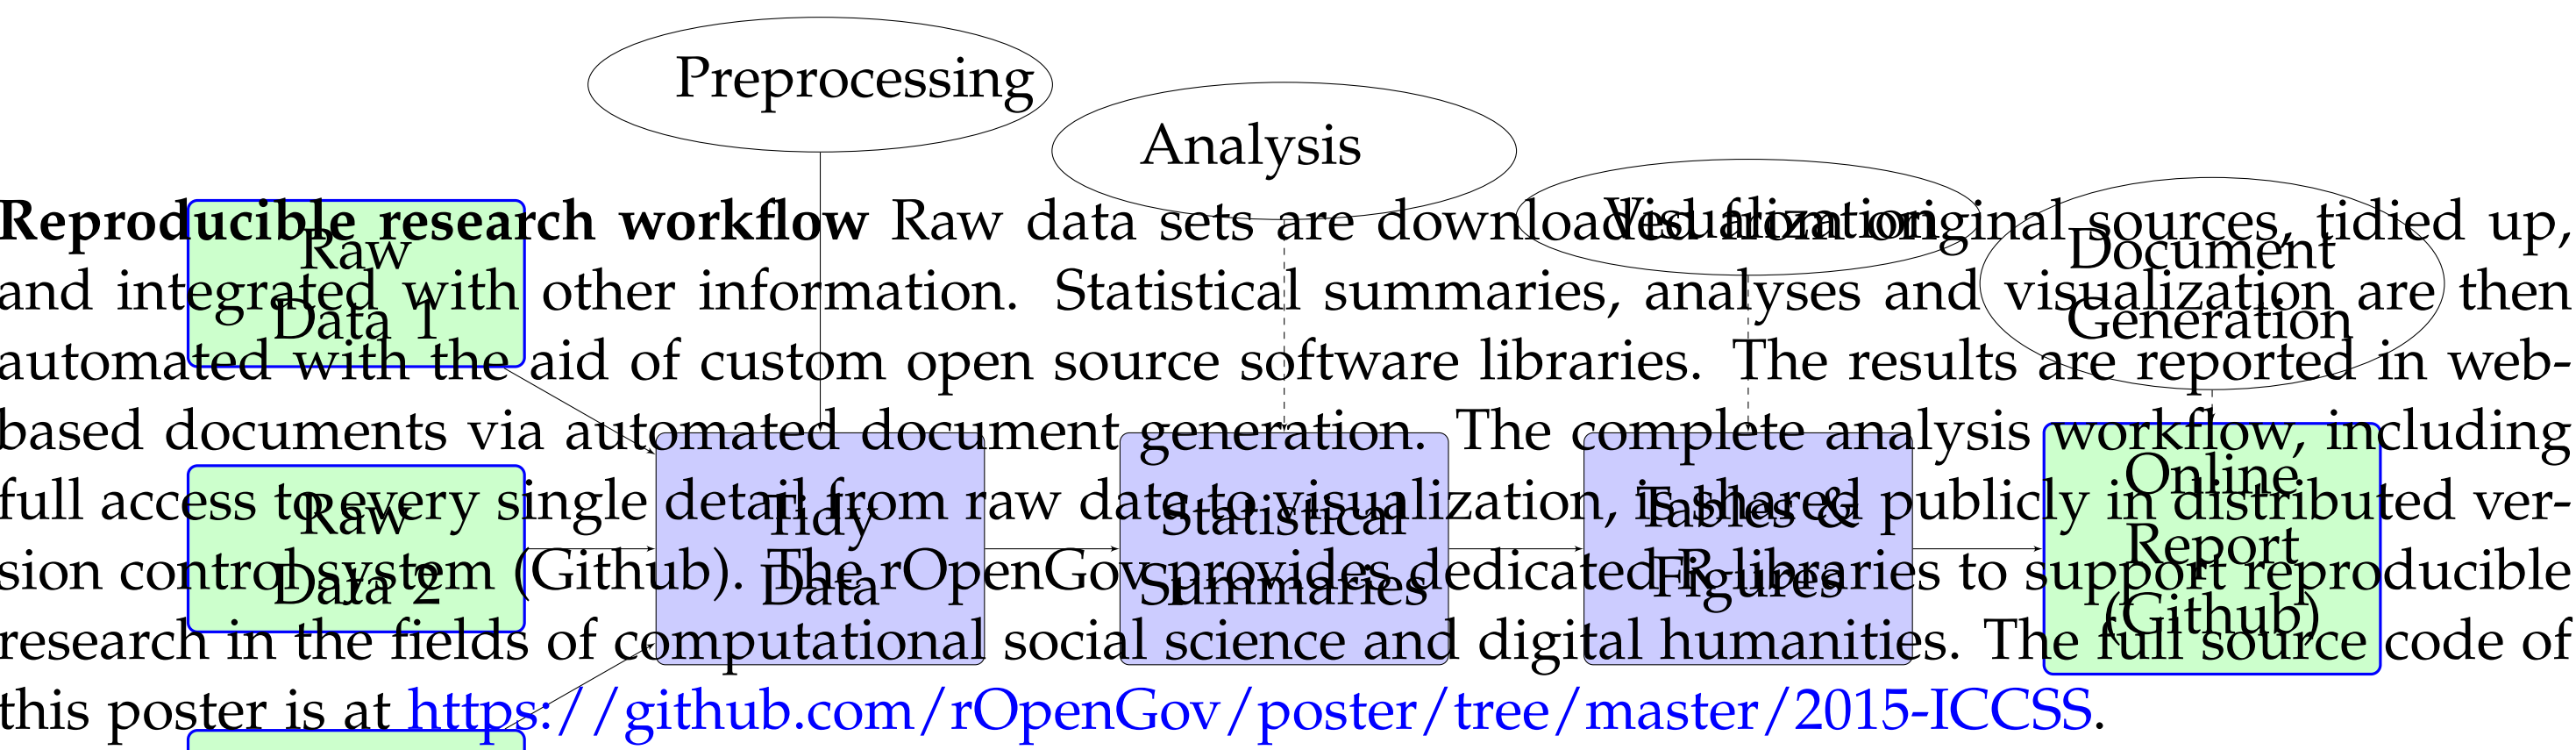 Preprocessing
Analysis
Visualization
Document
Generation
Reproducible research workflow Raw data sets are downloaded from original sources, tidied up,
and integrated with other information. Statistical summaries, analyses and visualization are then
automated with the aid of custom open source software libraries. The results are reported in web-
based documents via automated document generation. The complete analysis workflow, including
full access to every single detail from raw data to visualization, is shared publicly in distributed ver-
sion control system (Github). The rOpenGov provides dedicated R-libraries to support reproducible
research in the fields of computational social science and digital humanities. The full source code of
this poster is at https://github.com/rOpenGov/poster/tree/master/2015-ICCSS.
Raw
Data 1
Raw
Data 2
Tidy
Data
Statistical
Summaries
Tables &
Figures
Online
Report
(Github)